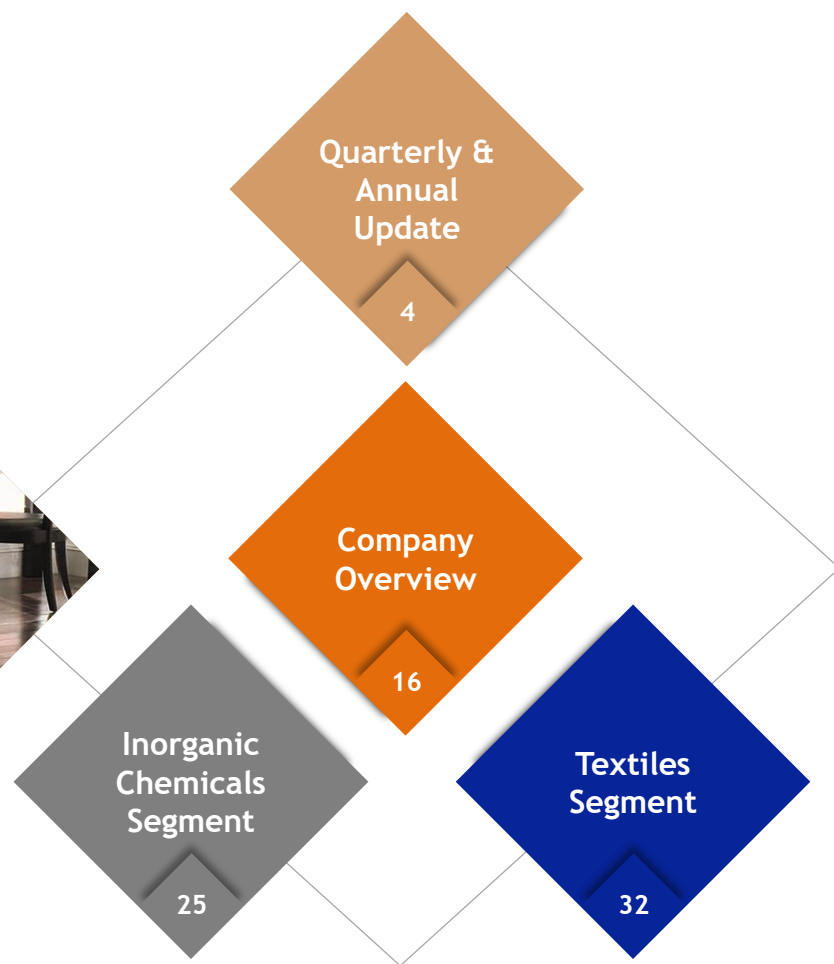 Quarterly &
Annual
Update
4
Company
Overview
16
Inorganic
Chemicals
Segment
25
Textiles
Segment
32